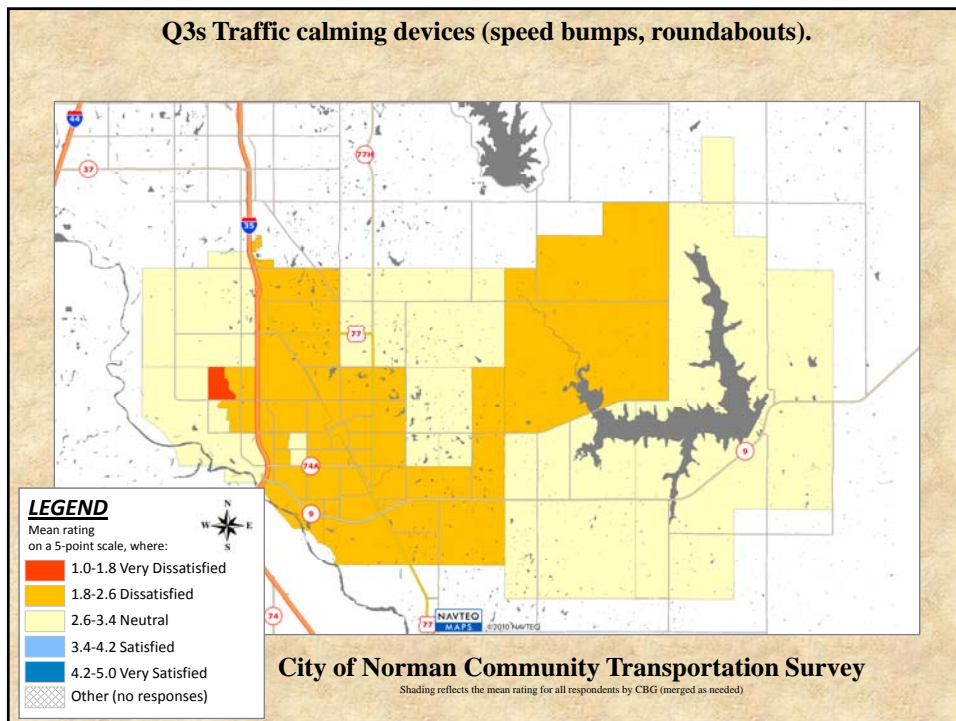 Q3s Traffic calming devices (speed bumps, roundabouts).
44
77H
37
35
77
74A
9
9
LEGEND
Mean rating
on a 5-point scale, where:
N
W E
S
1.0-1.8 Very Dissatisfied
1.8-2.6 Dissatisfied
2.6-3.4 Neutral
3.4-4.2 Satisfied
4.2-5.0 Very Satisfied
Other (no responses)
74
77
NAVTEQ
MAPS
©2010 NAVTEQ
City of Norman Community Transportation Survey
Shading reflects the mean rating for all respondents by CBG (merged as needed)